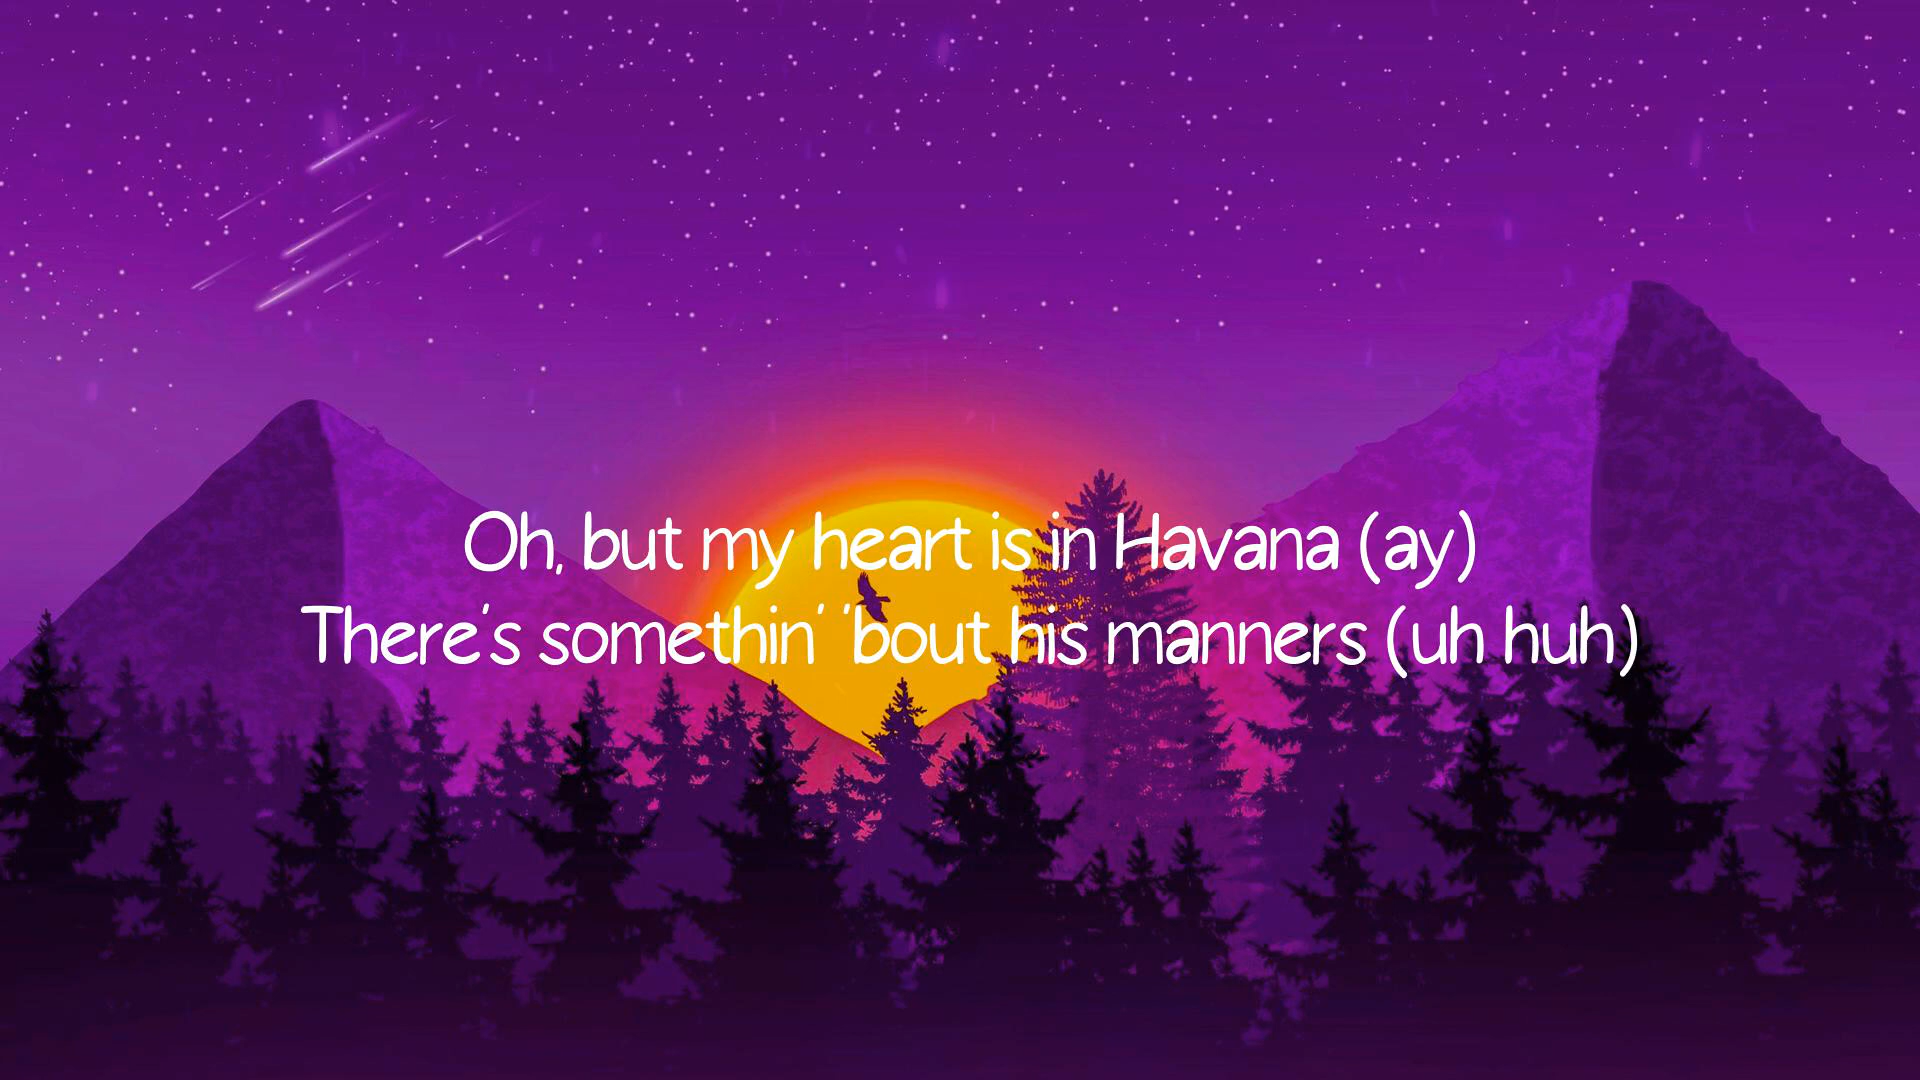 Oh, but my heart is in Havana (ay)
There's somethin' 'bout his manners (uh huh)